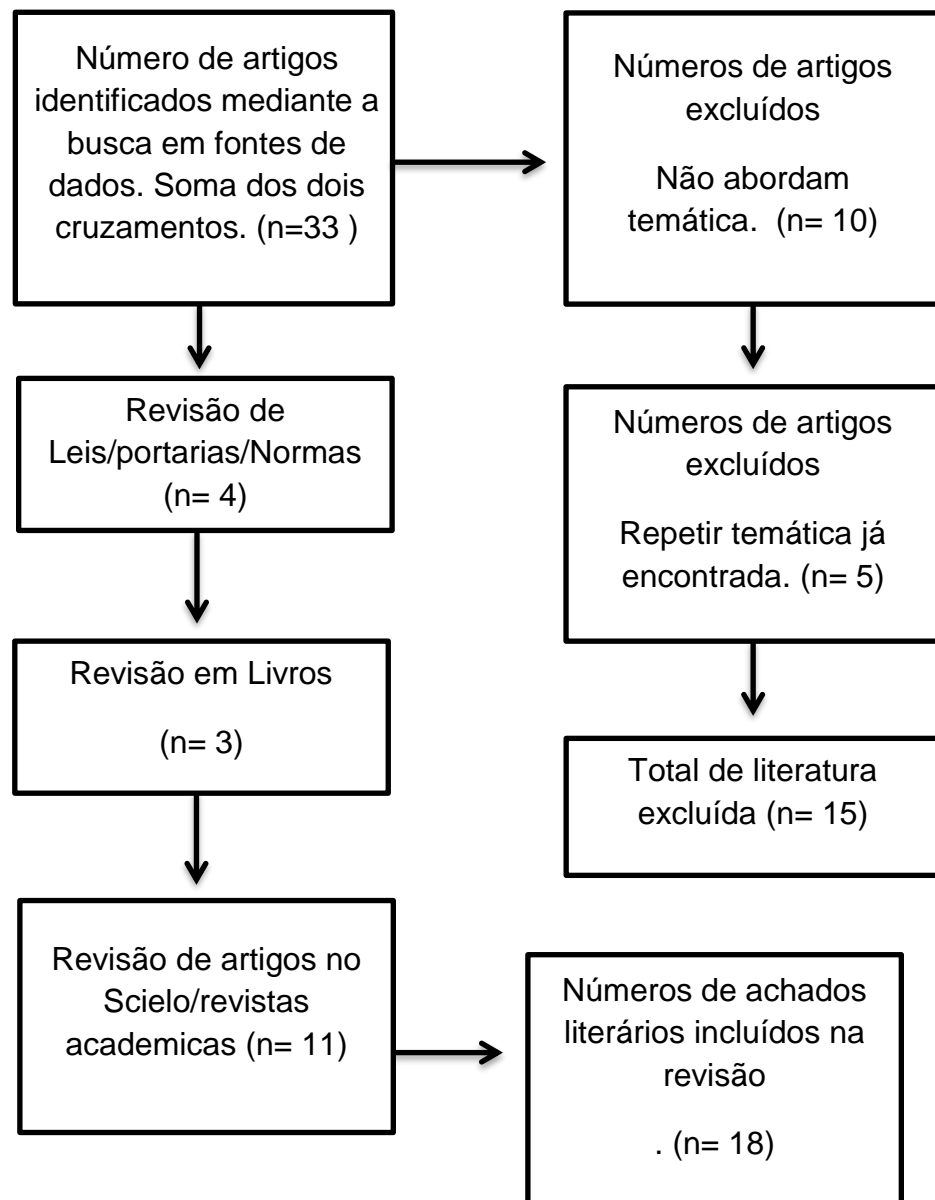 Número de artigos
identificados mediante a
busca em fontes de
dados. Soma dos dois
cruzamentos. (n=33 )
Números de artigos
excluídos
Não abordam
temática. (n= 10)
Revisão de
Leis/portarias/Normas
(n= 4)
Números de artigos
excluídos
Repetir temática já
encontrada. (n= 5)
Revisão em Livros
(n= 3)
Total de literatura
excluída (n= 15)
Revisão de artigos no
Scielo/revistas
academicas (n= 11)
Números de achados
literários incluídos na
revisão
. (n= 18)